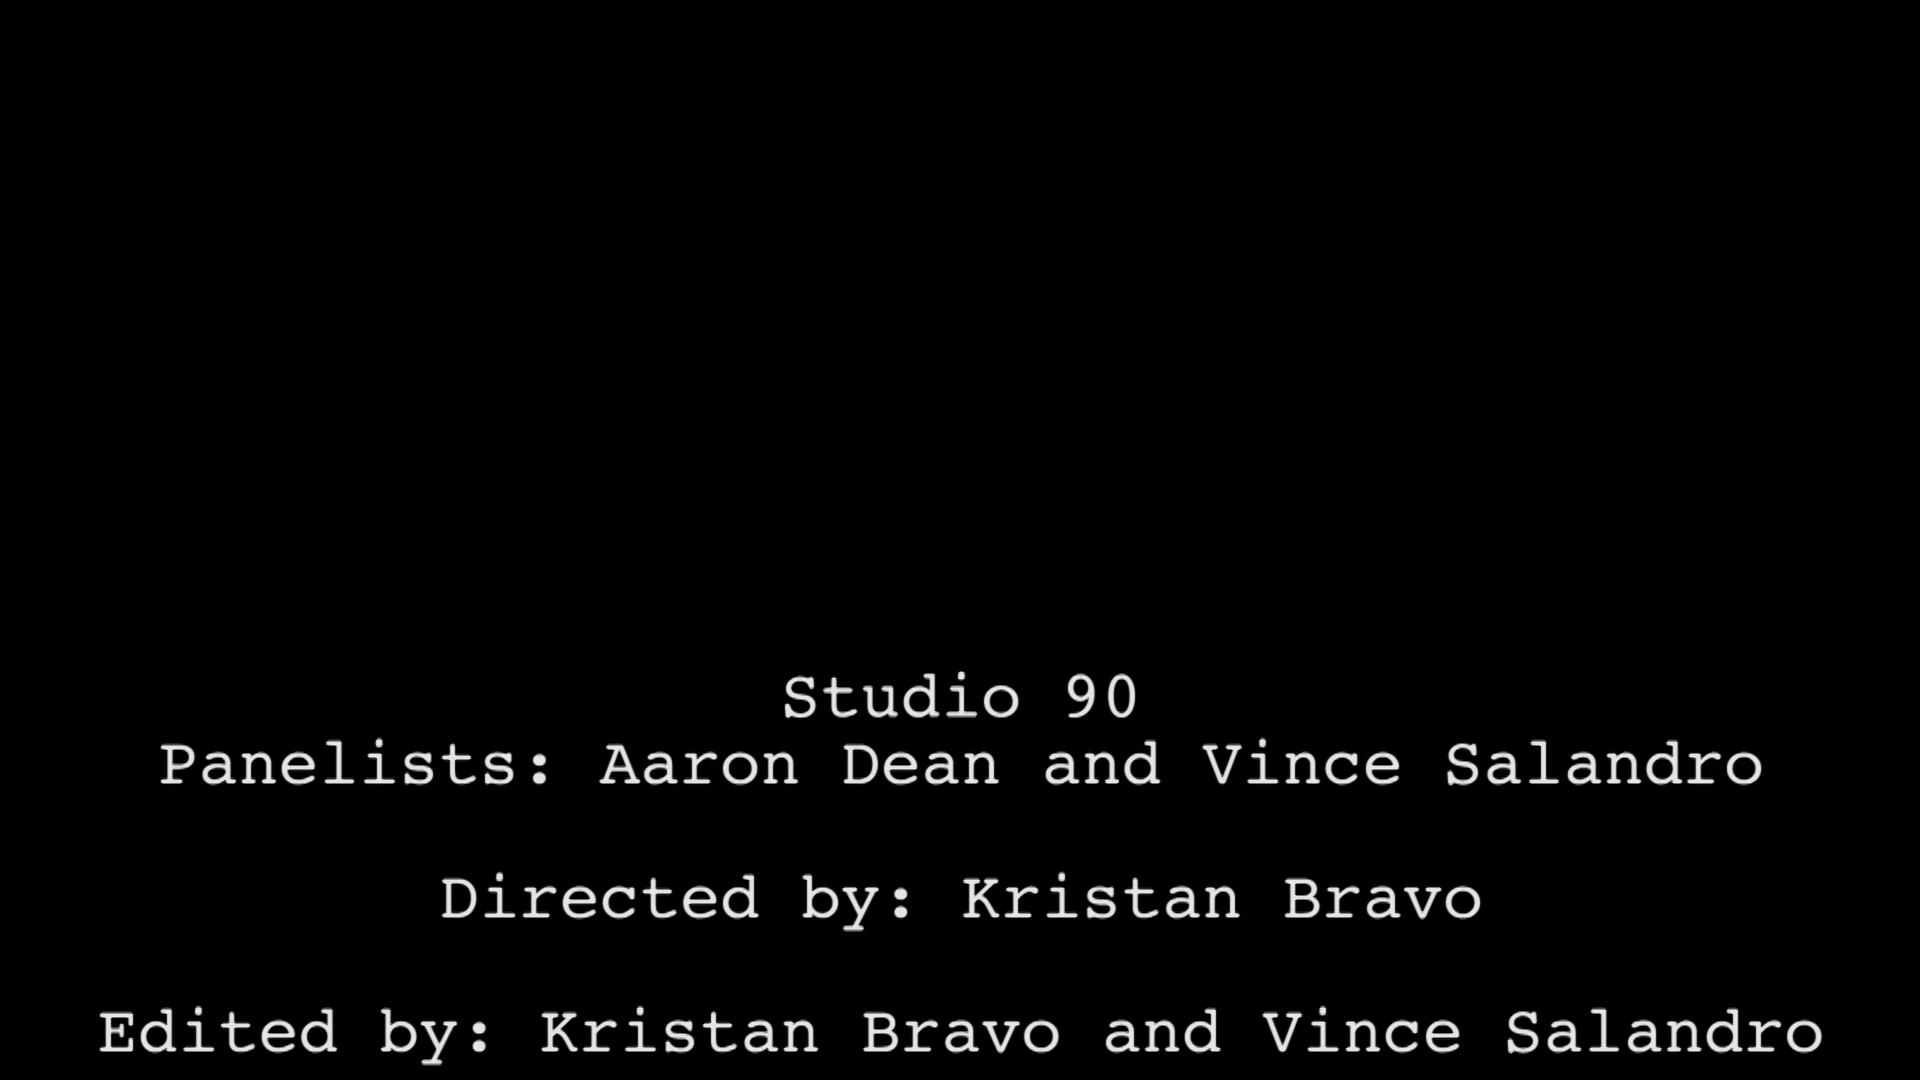 Studio 90
Panelists: Aaron Dean and Vince Salandro
Directed by: Kristan Bravo
Edited by: Kristan Bravo and Vince Salandro